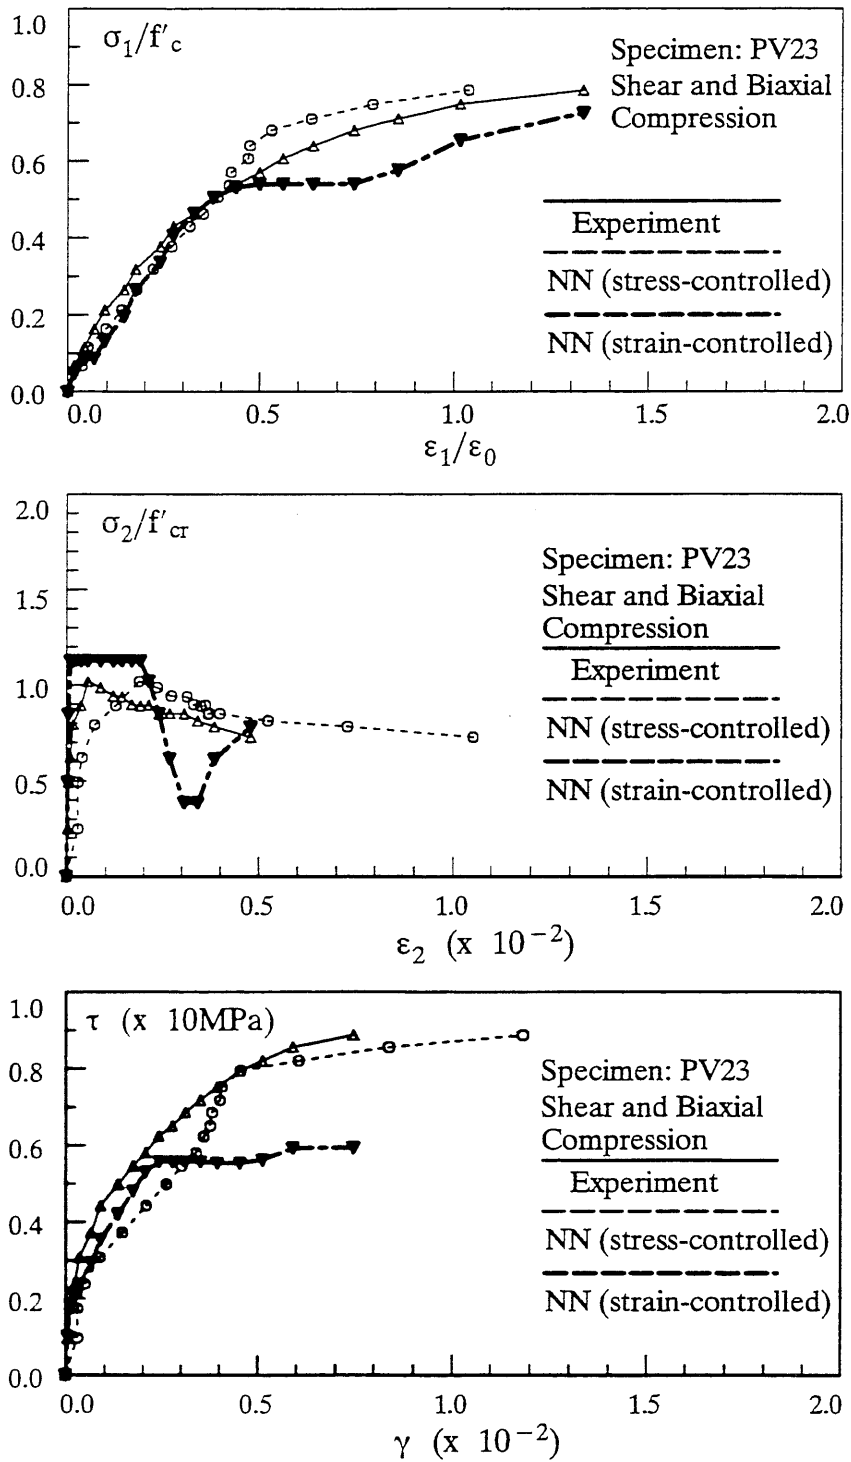 1.0
σ1/f'c
Specimen: PV23
0.8
Shear and Biaxial
Compression
0.6
0.4
Experiment
NN (stress-controlled)
0.2
NN (strain-controlled)
0.0
0.0 0.5 1.0 1.5 2.0
ε1/ε0
2.0
σ2/f'cr
Specimen: PV23
1.5
Shear and Biaxial
Compression
1.0
Experiment
NN (stress-controlled)
0.5
NN (strain-controlled)
0.0
0.0 0.5 1.0 1.5 2.0
ε2 (x 10−2)
1.0
τ (x 10MPa)
0.8
Specimen: PV23
Shear and Biaxial
0.6
Compression
Experiment
0.4
NN (stress-controlled)
0.2
NN (strain-controlled)
0.0
0.0 0.5 1.0 1.5 2.0
γ (x 10−2)